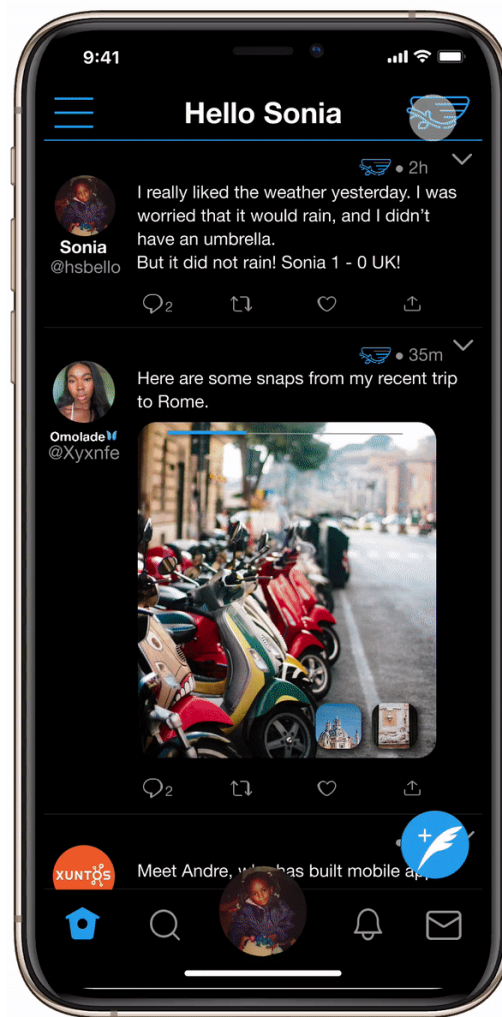 9:41
Hello Sonia
• 2h
I really liked the weather yesterday. I was
worried that it would rain, and I didn't
have an umbrella.
But it did not rain! Sonia 1 - 0 UK!
Sonia
@hsbello
2
• 35m
Here are some snaps from my recent trip
to Rome.
Omolade
@Xyxnfe
2
XUNTOS
Meet Andre, who has built mobile